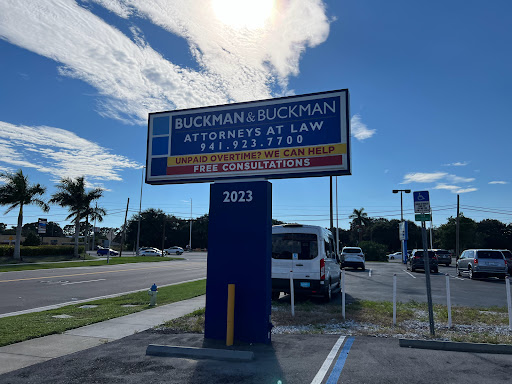 BUCKMAN & BUCKMAN
ATTORNEYS AT LAW
941.923.7700
UNPAID OVERTIME? WE CAN HELP
FREE CONSULTATIONS
2023